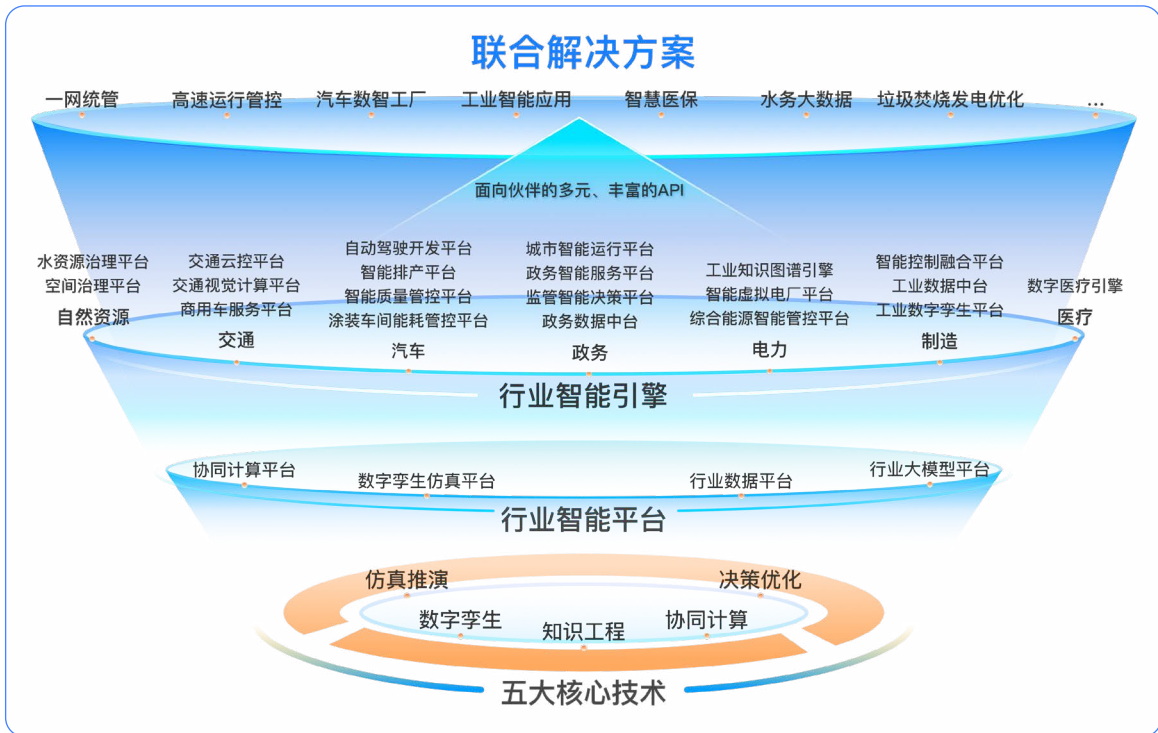 联合解决方案
一网统管
高速运行管控
汽车数智工厂
工业智能应用
智慧医保
水务大数据
垃圾焚烧发电优化
...
面向伙伴的多元、丰富的API
水资源治理平台
空间治理平台
自然资源
交通云控平台
交通视觉计算平台
商用车服务平台
交通
自动驾驶开发平台
智能排产平台
智能质量管控平台
涂装车间能耗管控平台
汽车
城市智能运行平台
政务智能服务平台
监管智能决策平台
政务数据中台
政务
工业知识图谱引擎
智能虚拟电厂平台
综合能源智能管控平台
电力
智能控制融合平台
工业数据中台
工业数字孪生平台
制造
数字医疗引擎
医疗
行业智能引擎
协同计算平台
数字孪生仿真平台
行业数据平台
行业大模型平台
行业智能平台
仿真推演
决策优化
数字孪生
知识工程
协同计算
五大核心技术